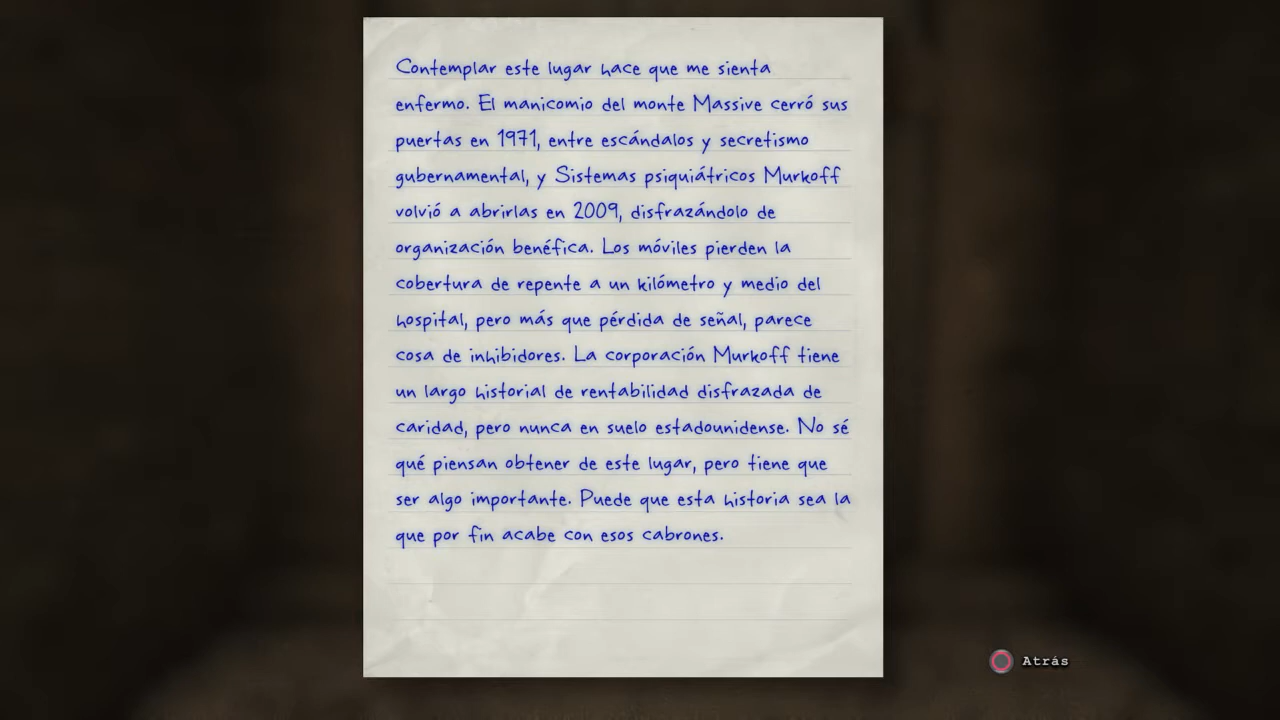 Contemplar este lugar hace que me sienta
enfermo. El manicomio del monte Massive cerró sus
puertas en 1971, entre escándalos y secretismo
gubernamental, y Sistemas psiquiátricos Murkoff
volvió a abrirlas en 2009, disfrazándolo de
organización benéfica. Los móviles pierden la
cobertura de repente a un kilómetro y medio del
hospital, pero más que pérdida de señal, parece
cosa de inhibidores. La corporación Murkoff tiene
un largo historial de rentabilidad disfrazada de
caridad, pero nunca en suelo estadounidense. No sé
qué piensan obtener de este lugar, pero tiene que
ser algo importante. Puede que esta historia sea la
que por fin acabe con esos cabrones.
Atrás